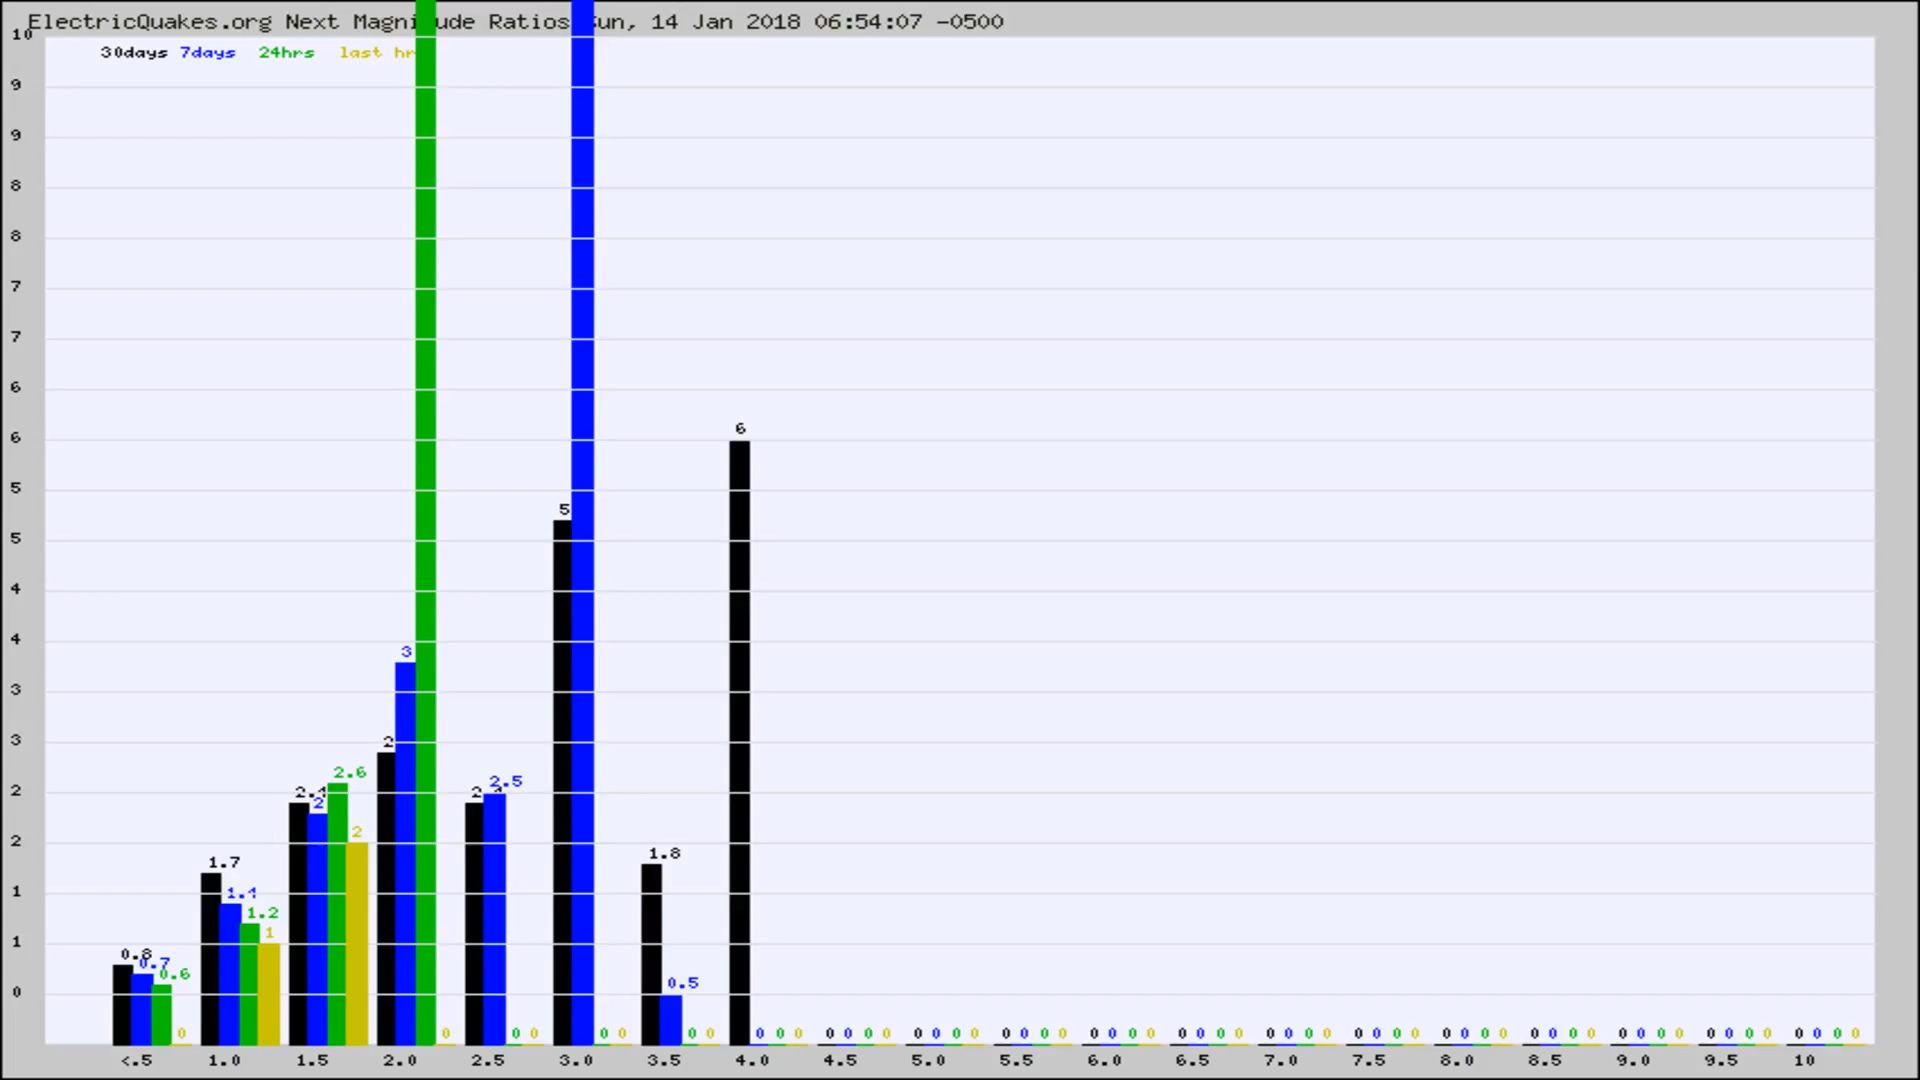 ElectricQuakes.org Next Magni ude Ratios un, 14 Jan 2018 06:54:07 -0500
30days 7days 24hrs last hr
10
9
9
8
8
7
7
6
6
5
5
4
4
3
3
2
2
1
1
0
0.8 0.7 0.6 0
1.7 1.4 1.2 1
2.4 2 2.6 2
2 3 0
2.5 0 0
5 0 0
1.8 0.5 0 0
6 0 0 0
0 0 0 0
0 0 0 0
0 0 0 0
0 0 0 0
0 0 0 0
0 0 0 0
0 0 0 0
0 0 0 0
0 0 0 0
0 0 0 0
0 0 0 0
0 0 0 0
<.5 1.0 1.5 2.0 2.5 3.0 3.5 4.0 4.5 5.0 5.5 6.0 6.5 7.0 7.5 8.0 8.5 9.0 9.5 10